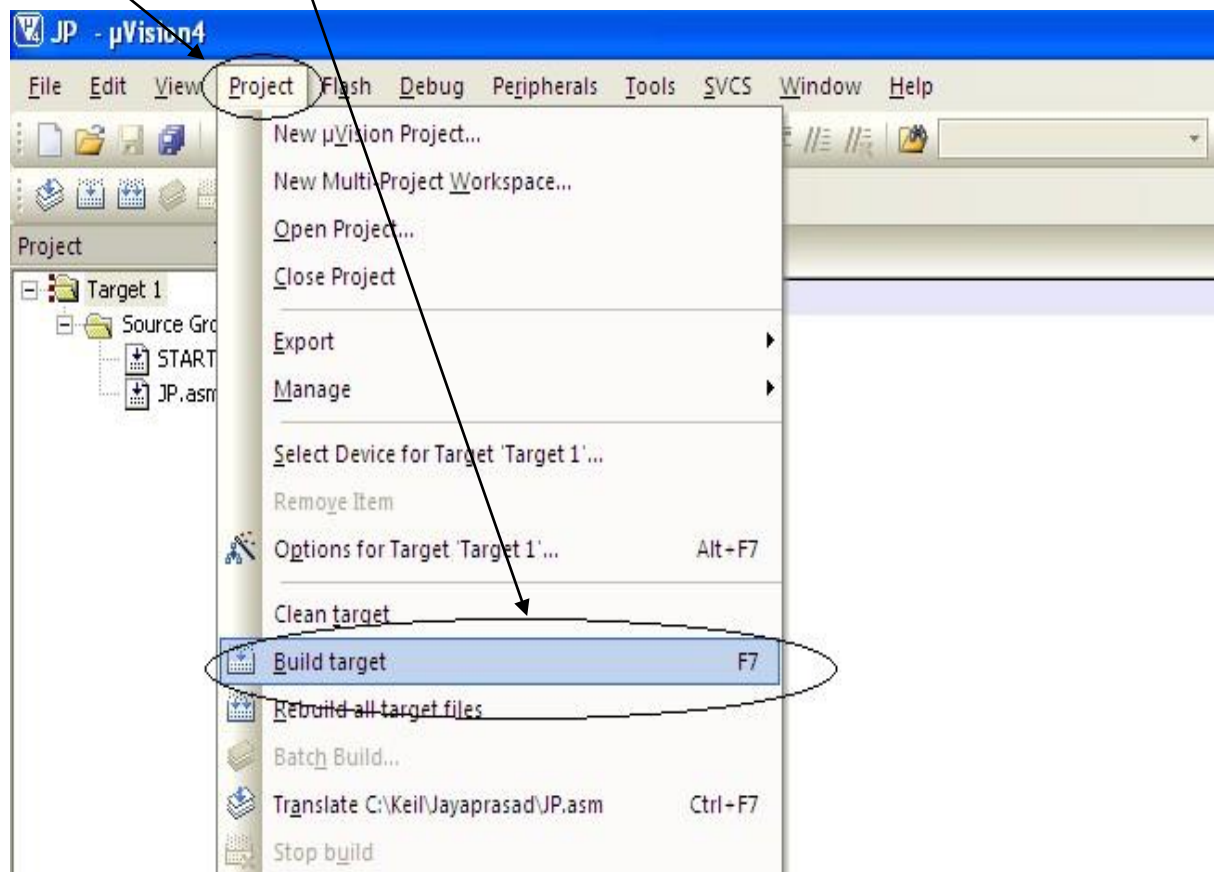 JP - µVision4
File Edit View Project Flash Debug Peripherals Tools SVCS Window Help
New µVision Project...
New Multi-Project Workspace...
Project
Open Project...
Close Project
Target 1
Source Gro
START
JP.asm
Export
Manage
Select Device for Target 'Target 1'...
Remove Item
Options for Target 'Target 1'... Alt+F7
Clean target
Build target F7
Rebuild all target files
Batch Build...
Translate C:\Keil\Jayaprasad\JP.asm Ctrl+F7
Stop build